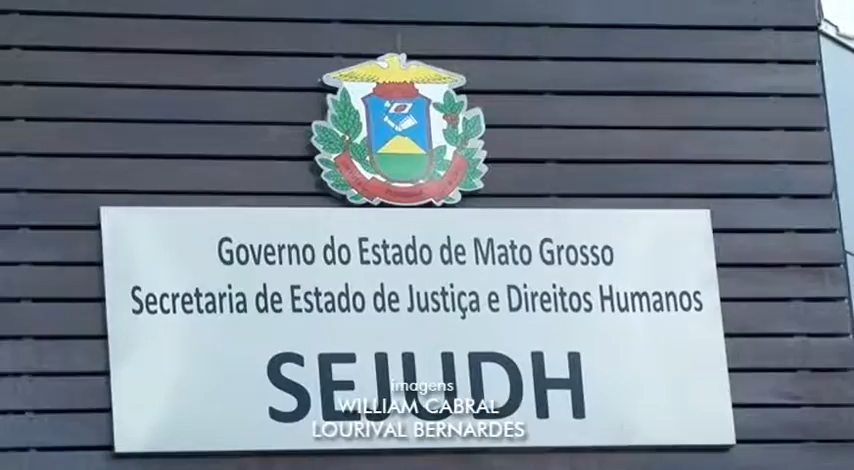 Governo do Estado de Mato Grosso
Secretaria de Estado de Justiça e Direitos Humanos
SEJUDH
imagens
WILLIAM CABRAL
LOURIVAL BERNARDES